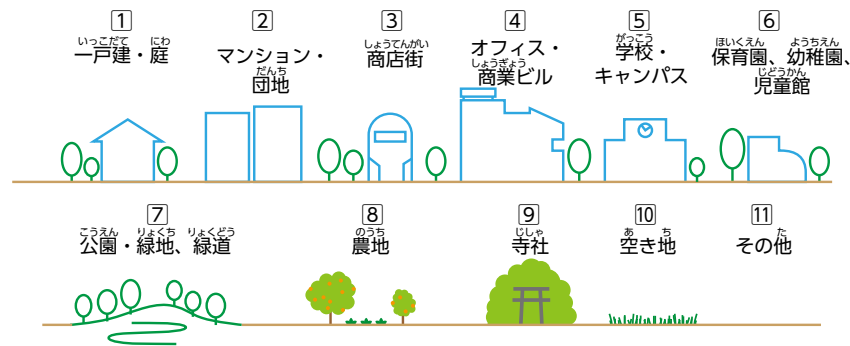 1
いっこだて にわ
一戸建・庭
2
マンション・
だんち
団地
3
しょうてんがい
商店街
4
オフィス・
しょうぎょう
商業ビル
5
がっこう
学校・
キャンパス
6
ほいくえん ようちえん
保育園、幼稚園、
じどうかん
児童館
7
こうえん りょくち りょくどう
公園・緑地、緑道
8
のうち
農地
9
じしゃ
寺社
10
あ ち
空き地
11
た
その他